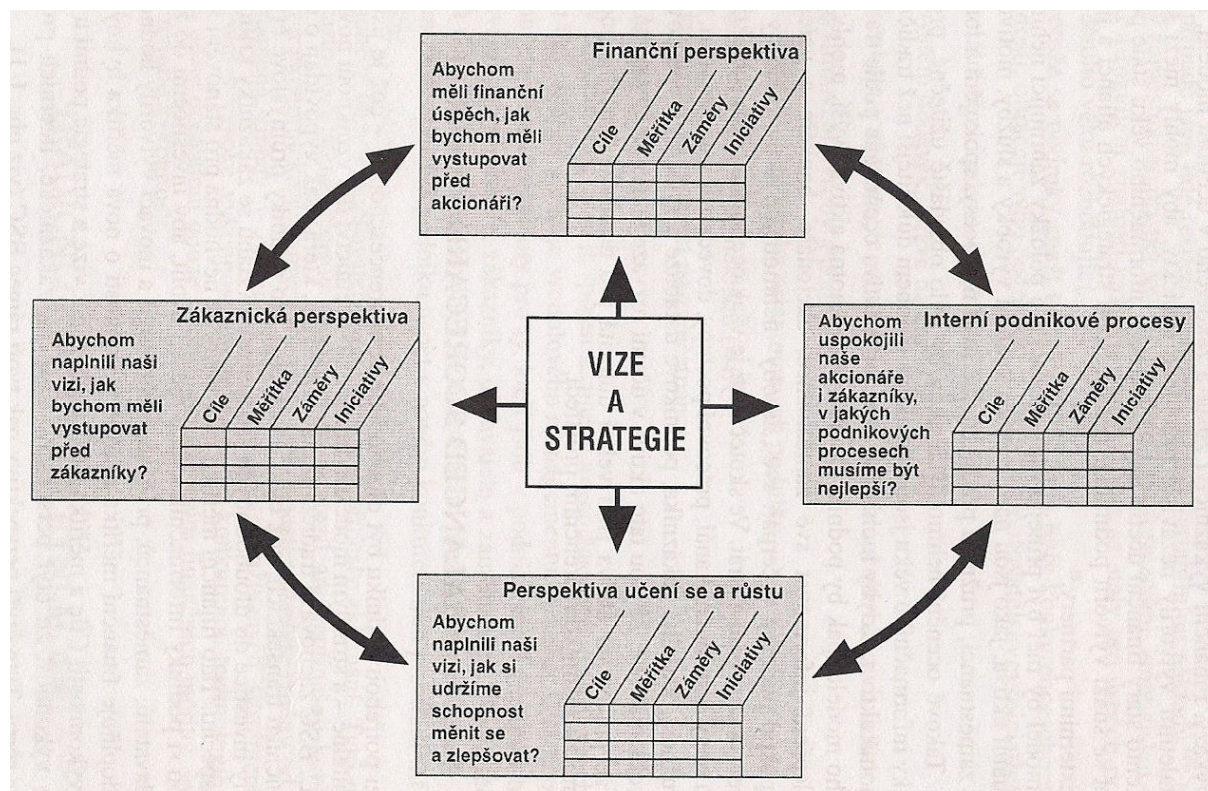 Finanční perspektiva
Abychom
měli finanční
úspěch, jak
bychom měli
vystupovat
před
akcionáři?
Cíle
Měřítka
Záměry
Iniciativy
Zákaznická perspektiva
Abychom
naplnili naši
vizi, jak
bychom měli
vystupovat
před
zákazníky?
Cíle
Měřítka
Záměry
Iniciativy
VIZE
A
STRATEGIE
Interní podnikové procesy
Abychom
uspokojili
naše
akcionáře
i zákazníky,
v jakých
podnikových
procesech
musíme být
nejlepší?
Cíle
Měřítka
Záměry
Iniciativy
Perspektiva učení se a růstu
Abychom
naplnili naši
vizi, jak si
udržíme
schopnost
měnit se
a zlepšovat?
Cíle
Měřítka
Záměry
Iniciativy